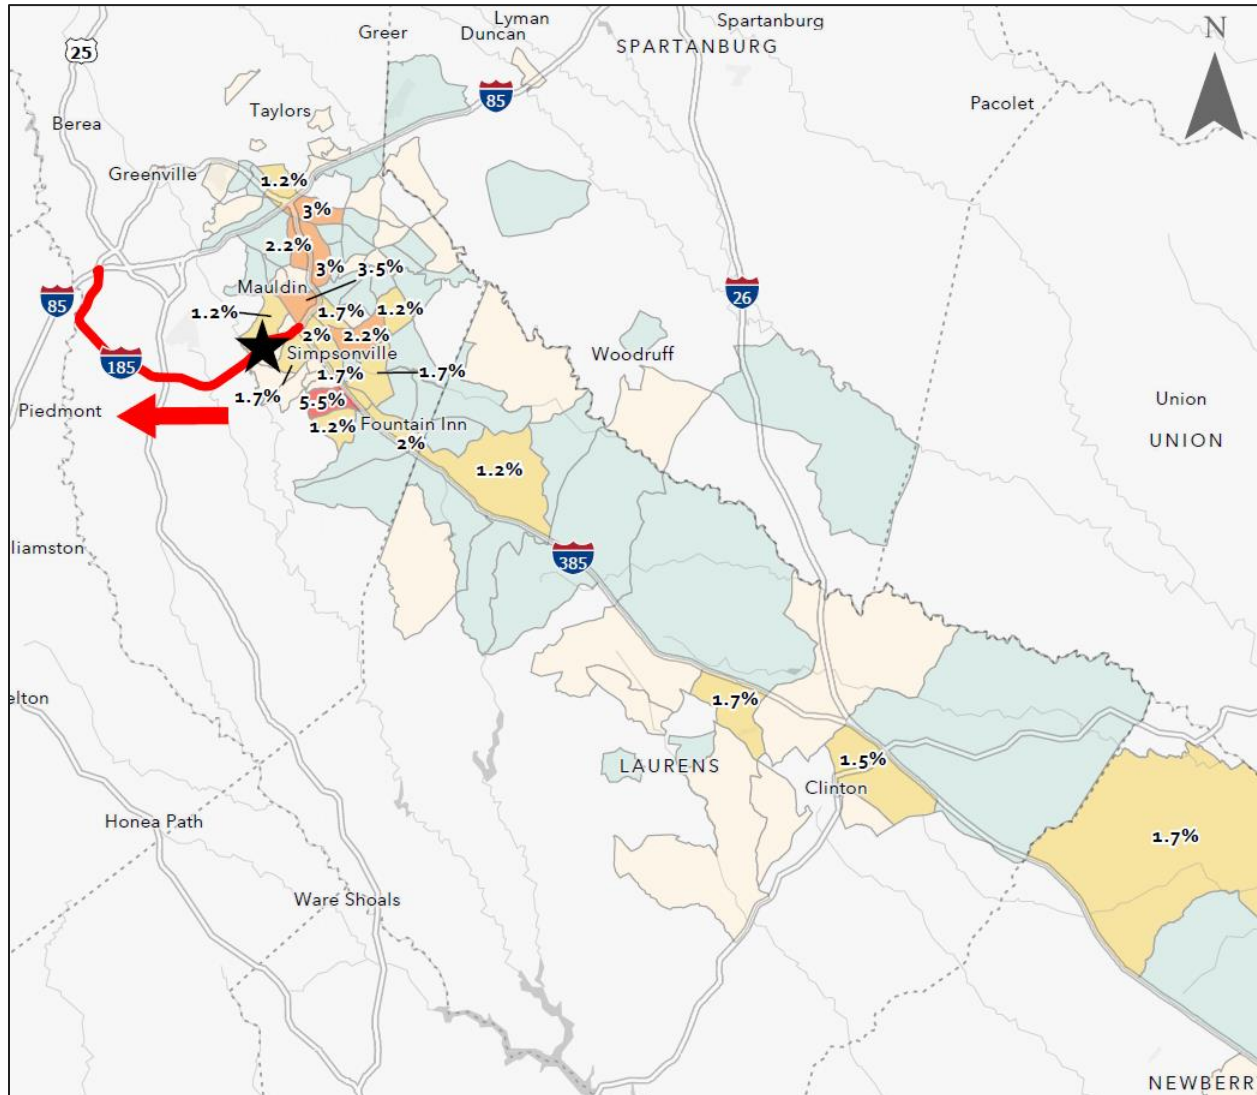 Lyman
Spartanburg
Greer
Duncan
N
25
SPARTANBURG
85
Pacolet
Taylors
Berea
Greenville
1.2%
3%
2.2%
3%
3.5%
Mauldin
26
85
1.2%
1.7%
1.2%
2%
2.2%
Simpsonville
Woodruff
185
1.7%
1.7%
1.7%
5.5%
Piedmont
Union
1.2%
Fountain Inn
UNION
2%
1.2%
lliamston
385
elton
1.7%
1.5%
LAURENS
Clinton
Honea Path
1.7%
Ware Shoals
NEWBERR